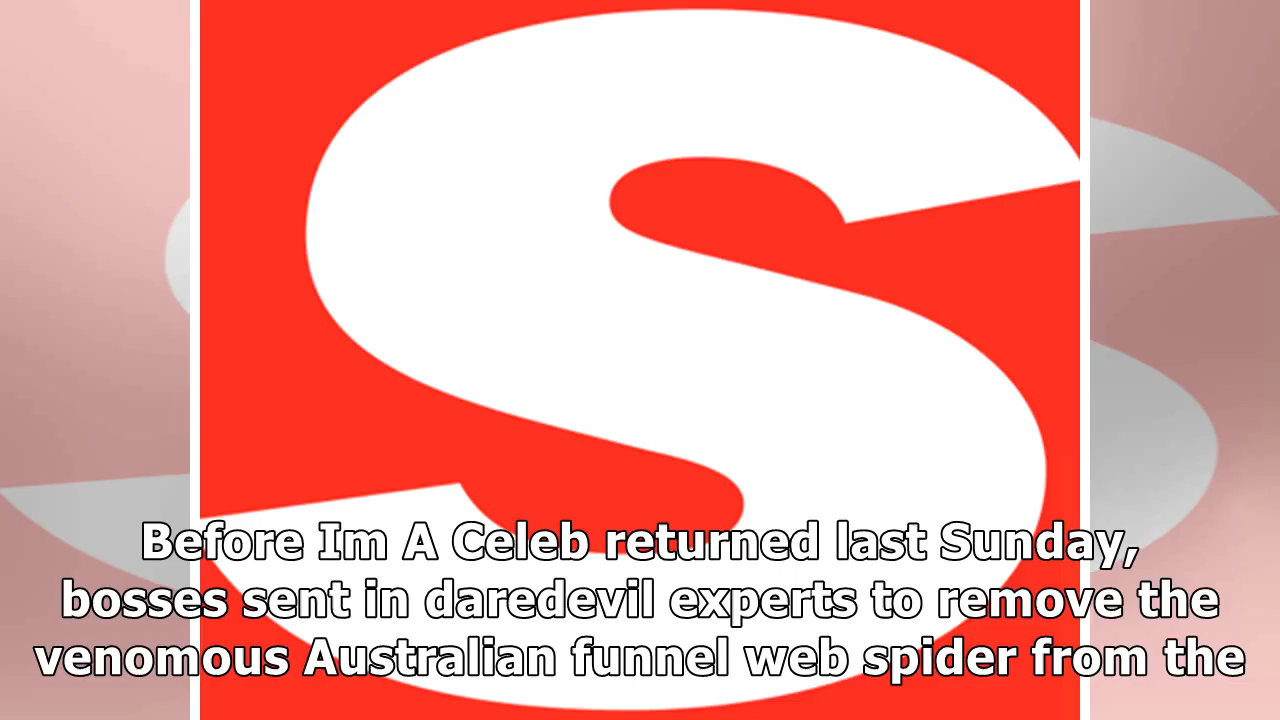 S
Before Im A Celeb returned last Sunday,
bosses sent in daredevil experts to remove the
venomous Australian funnel web spider from the